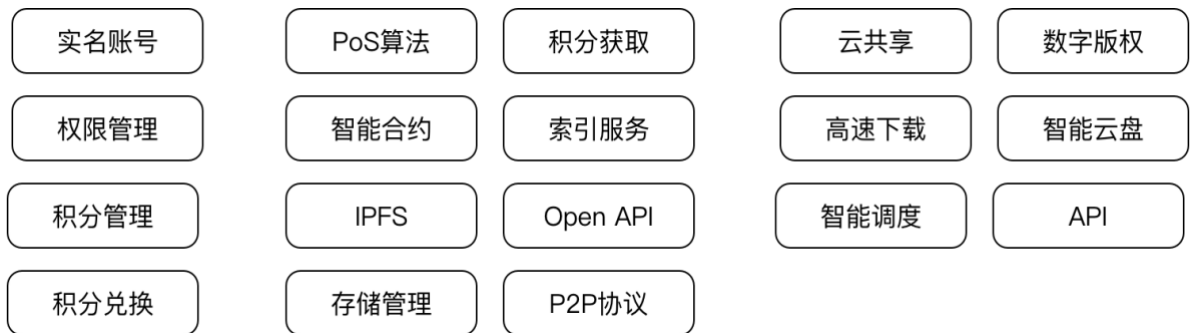 实名账号
PoS算法
积分获取
云共享
数字版权
权限管理
智能合约
索引服务
高速下载
智能云盘
积分管理
IPFS
Open API
智能调度
API
积分兑换
存储管理
P2P协议